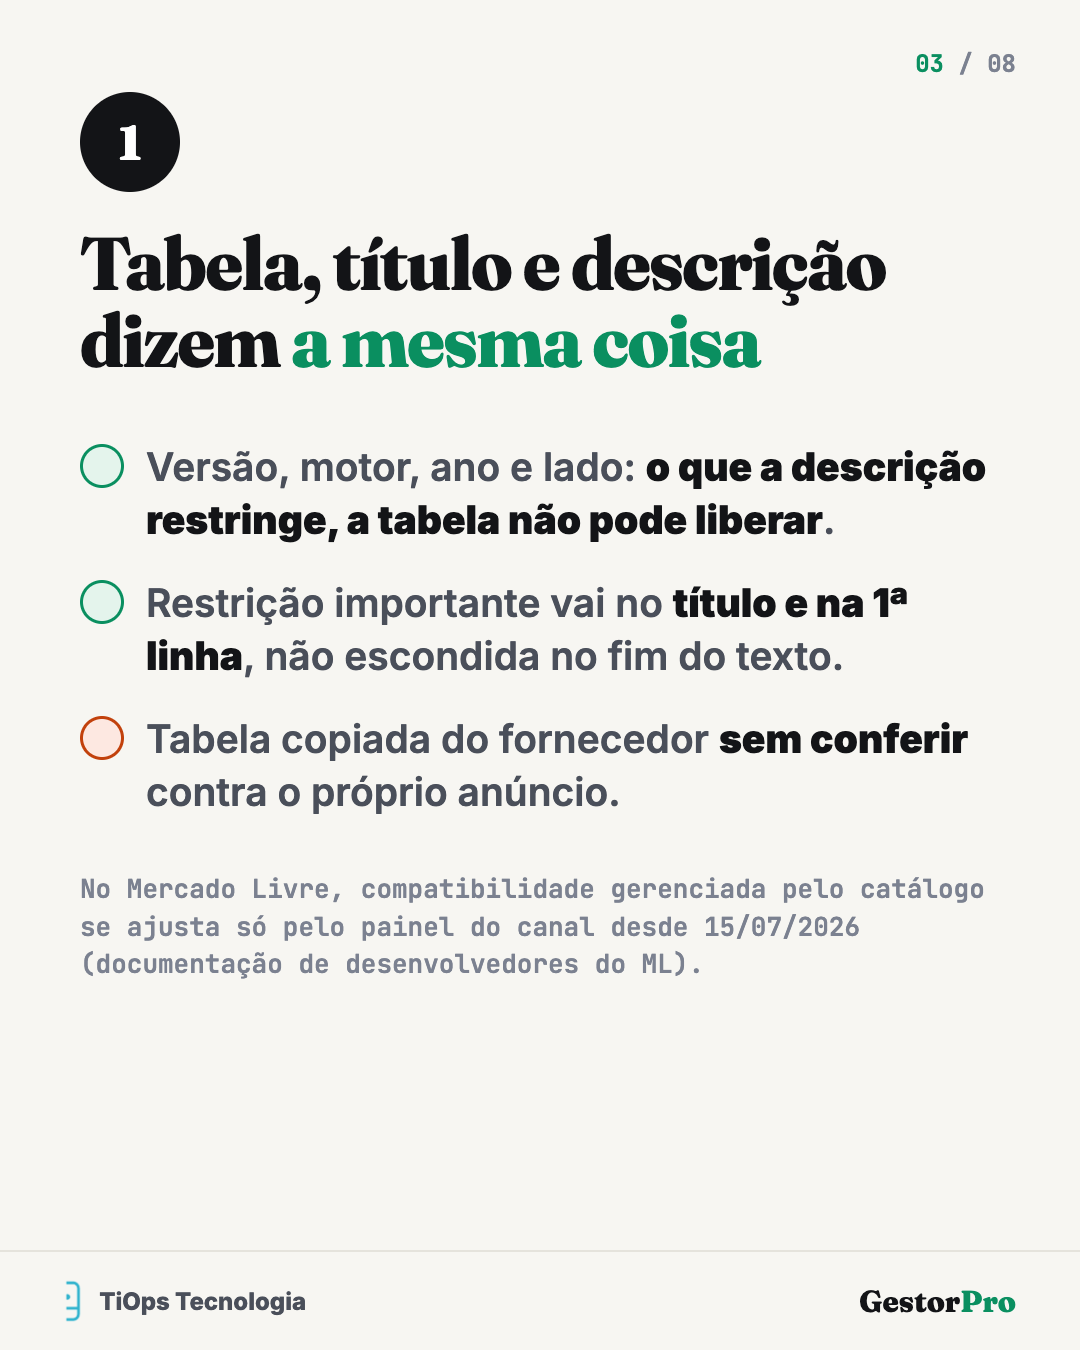 03 / 08
1
Tabela, título e descrição
dizem a mesma coisa
Versão, motor, ano e lado: o que a descrição
restringe, a tabela não pode liberar.
Restrição importante vai no título e na 1ª
linha, não escondida no fim do texto.
Tabela copiada do fornecedor sem conferir
contra o próprio anúncio.
No Mercado Livre, compatibilidade gerenciada pelo catálogo
se ajusta só pelo painel do canal desde 15/07/2026
(documentação de desenvolvedores do ML).
TiOps Tecnologia
GestorPro